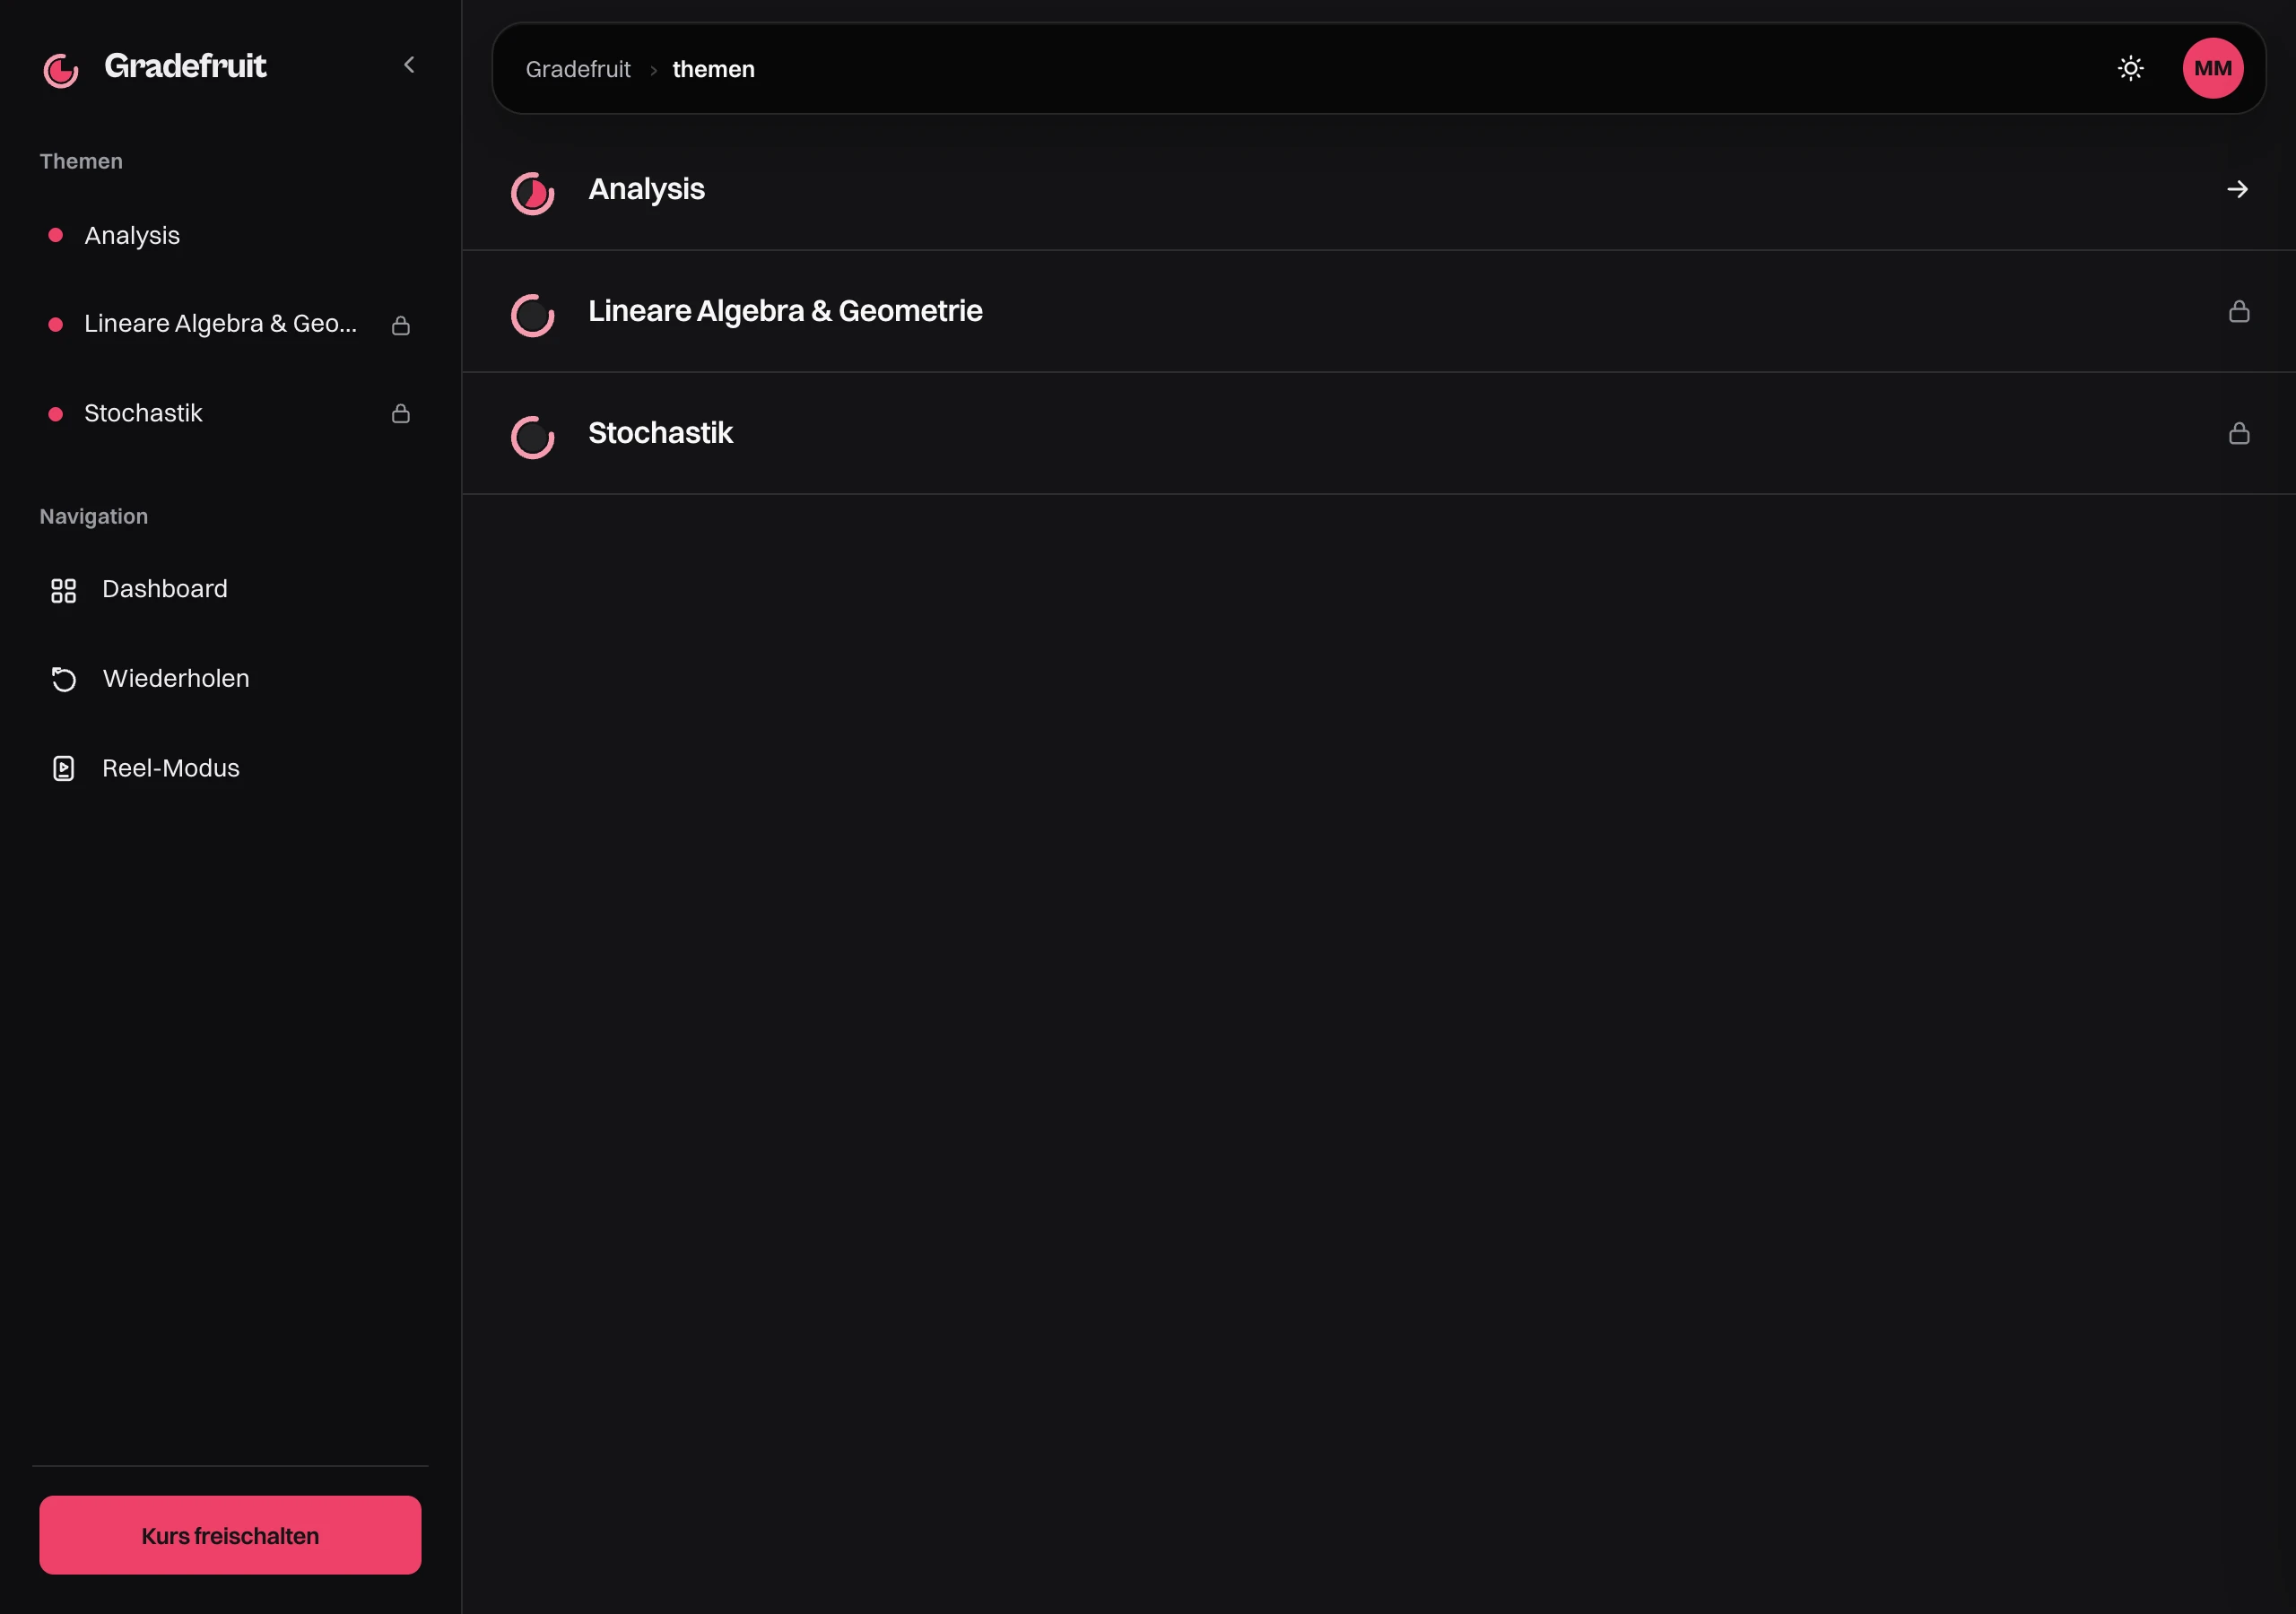 Gradefruit
Themen
Analysis
Lineare Algebra & Geo...
Stochastik
Navigation
Dashboard
Wiederholen
Reel-Modus
Kurs freischalten
Gradefruit › themen
MM
Analysis
Lineare Algebra & Geometrie
Stochastik